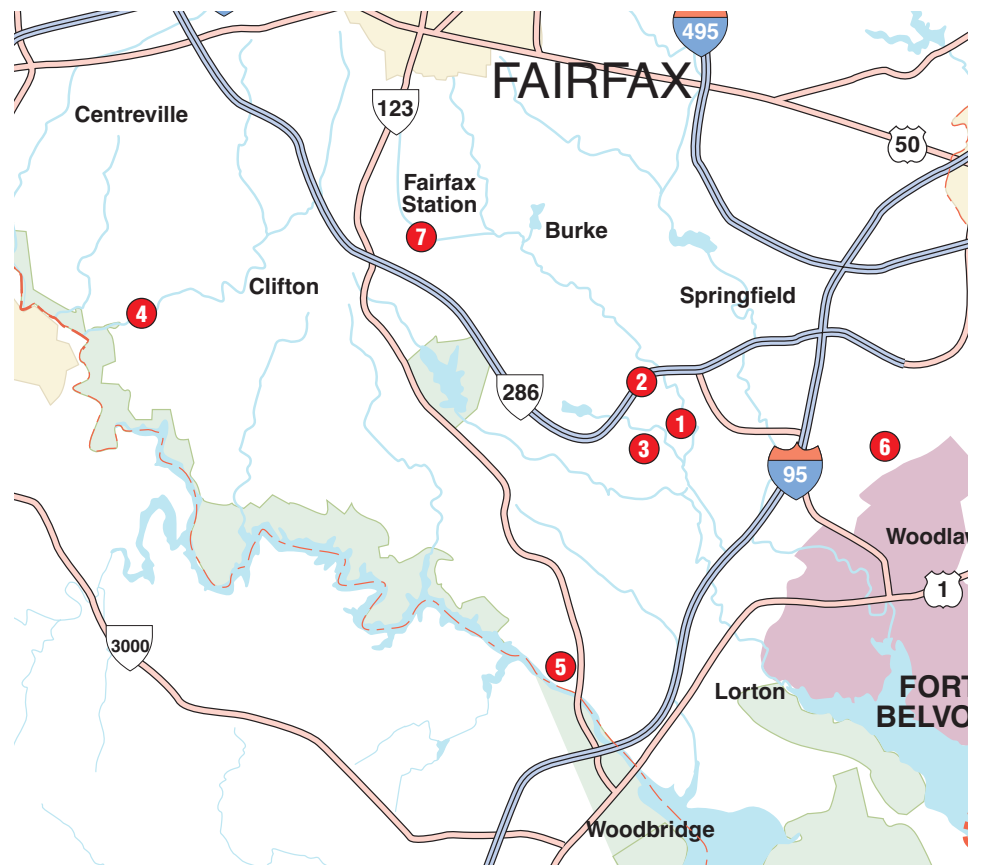 495
FAIRFAX
123
Centreville
50
Fairfax
Station
7
Burke
Clifton
Springfield
4
2
286
1
3
6
95
Woodlaw
1
3000
5
Lorton
FORT
BELVO
Woodbridge